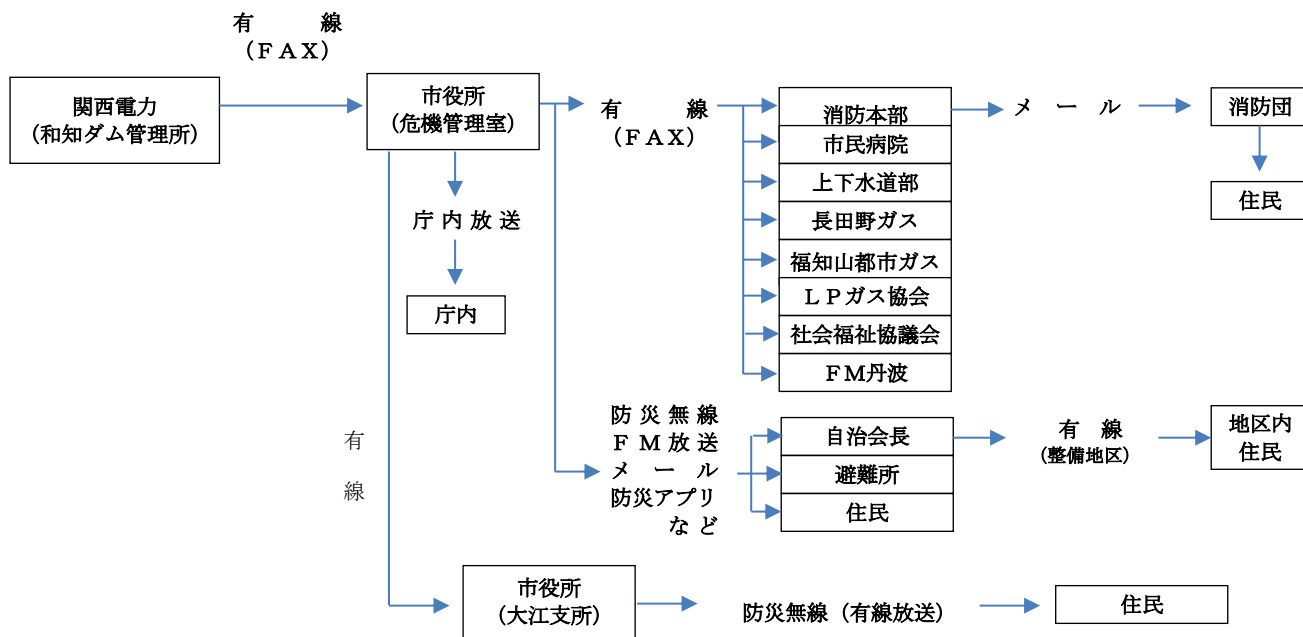 有　　　線
（ＦＡＸ）
関西電力
（和知ダム管理所）
市役所
（危機管理室）
有　　　線
（ＦＡＸ）
消防本部
市民病院
上下水道部
長田野ガス
福知山都市ガス
ＬＰガス協会
社会福祉協議会
ＦＭ丹波
メ　ー　ル
消防団
住民
庁 内 放 送
庁内
有
線
防 災 無 線
Ｆ Ｍ 放 送
メ　ー　ル
防災アプリ
な ど
自治会長
避難所
住民
有　線
（整備地区）
地区内
住民
市役所
（大江支所）
防災無線（有線放送）
住民